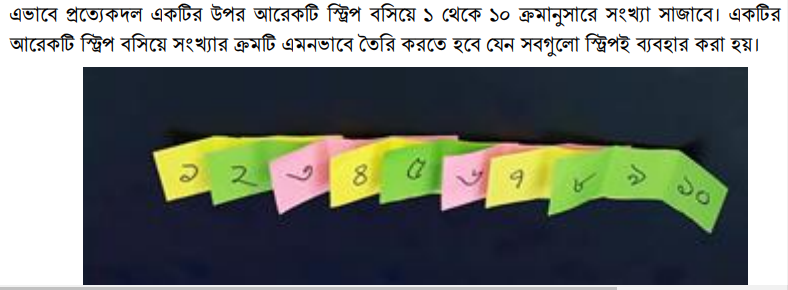 এভাবে প্রত্যেকদল একটির উপর আরেকটি স্ট্রিপ বসিয়ে ১ থেকে ১০ ক্রমানুসারে সংখ্যা সাজাবে। একটির
আরেকটি স্ট্রিপ বসিয়ে সংখ্যার ক্রমটি এমনভাবে তৈরি করতে হবে যেন সবগুলো স্ট্রিপই ব্যবহার করা হয়।
১ ২ ৩ ৪ ৫ ৬ ৭ ৮ ৯ ১০